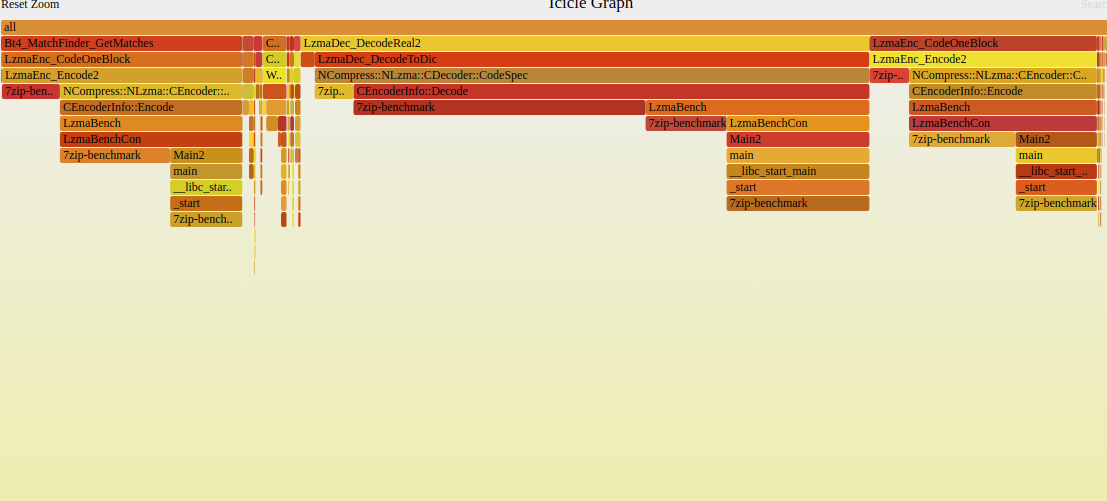 Reset Zoom Icicle Graph Searc
all
Bt4_MatchFinder_GetMatches C.. LzmaDec_DecodeReal2 LzmaEnc_CodeOneBlock
LzmaEnc_CodeOneBlock C.. LzmaDec_DecodeToDic LzmaEnc_Encode2
LzmaEnc_Encode2 W.. NCompress::NLzma::CDecoder::CodeSpec 7zip-.. NCompress::NLzma::CEncoder::C..
7zip-ben.. NCompress::NLzma::CEncoder::.. 7zip.. CEncoderInfo::Decode CEncoderInfo::Encode
CEncoderInfo::Encode 7zip-benchmark LzmaBench LzmaBench
LzmaBench 7zip-benchmark LzmaBenchCon LzmaBenchCon
LzmaBenchCon Main2 7zip-benchmark Main2
7zip-benchmark Main2 main main
main __libc_start_main __libc_start_..
__libc_star.. _start _start
_start 7zip-benchmark 7zip-benchmark
7zip-bench..